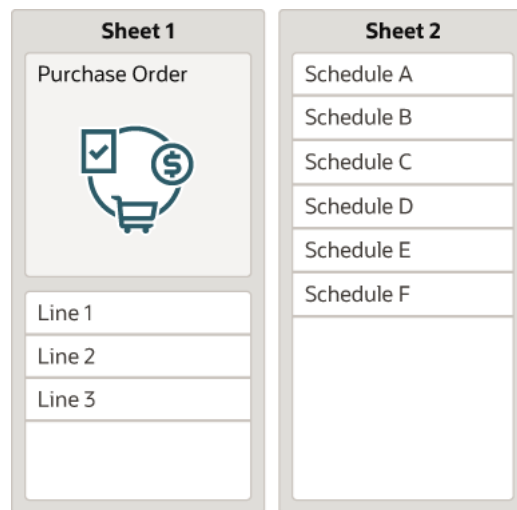 Sheet 1
Purchase Order
$
Line 1
Line 2
Line 3
Sheet 2
Schedule A
Schedule B
Schedule C
Schedule D
Schedule E
Schedule F